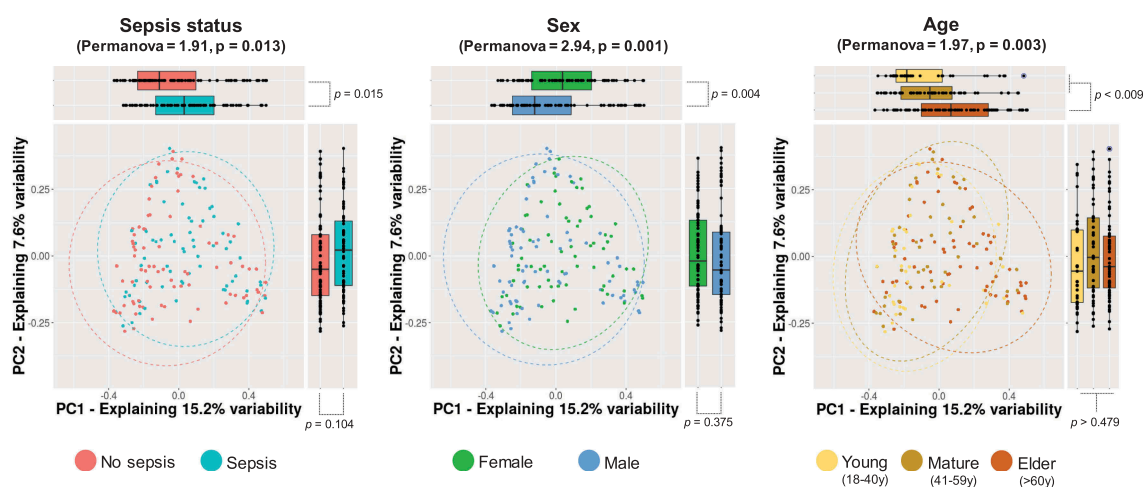 Sepsis status
(Permanova = 1.91, p = 0.013)
p = 0.015
PC2 - Explaining 7.6% variability
0.25
0.00
-0.25
-0.4
0.0
0.4
PC1 - Explaining 15.2% variability
p = 0.104
No sepsis
Sepsis
Sex
(Permanova = 2.94, p = 0.001)
p = 0.004
PC2 - Explaining 7.6% variability
0.25
0.00
-0.25
-0.4
0.0
0.4
PC1 - Explaining 15.2% variability
p = 0.375
Female
Male
Age
(Permanova = 1.97, p = 0.003)
p < 0.009
PC2 - Explaining 7.6% variability
0.25
0.00
-0.25
-0.4
0.0
0.4
PC1 - Explaining 15.2% variability
p > 0.479
Young
(18-40y)
Mature
(41-59y)
Elder
(>60y)